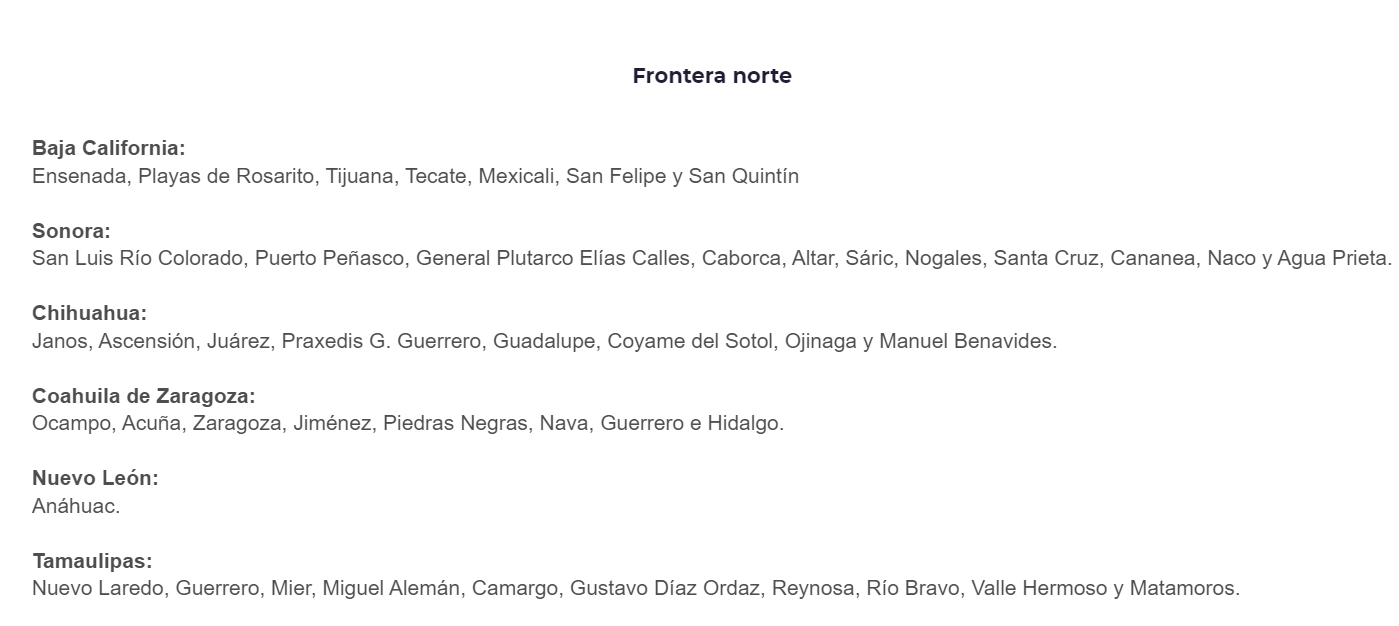 Frontera norte
Baja California:
Ensenada, Playas de Rosarito, Tijuana, Tecate, Mexicali, San Felipe y San Quintín
Sonora:
San Luis Río Colorado, Puerto Peñasco, General Plutarco Elías Calles, Caborca, Altar, Sáric, Nogales, Santa Cruz, Cananea, Naco y Agua Prieta.
Chihuahua:
Janos, Ascensión, Juárez, Praxedis G. Guerrero, Guadalupe, Coyame del Sotol, Ojinaga y Manuel Benavides.
Coahuila de Zaragoza:
Ocampo, Acuña, Zaragoza, Jiménez, Piedras Negras, Nava, Guerrero e Hidalgo.
Nuevo León:
Anáhuac.
Tamaulipas:
Nuevo Laredo, Guerrero, Mier, Miguel Alemán, Camargo, Gustavo Díaz Ordaz, Reynosa, Río Bravo, Valle Hermoso y Matamoros.